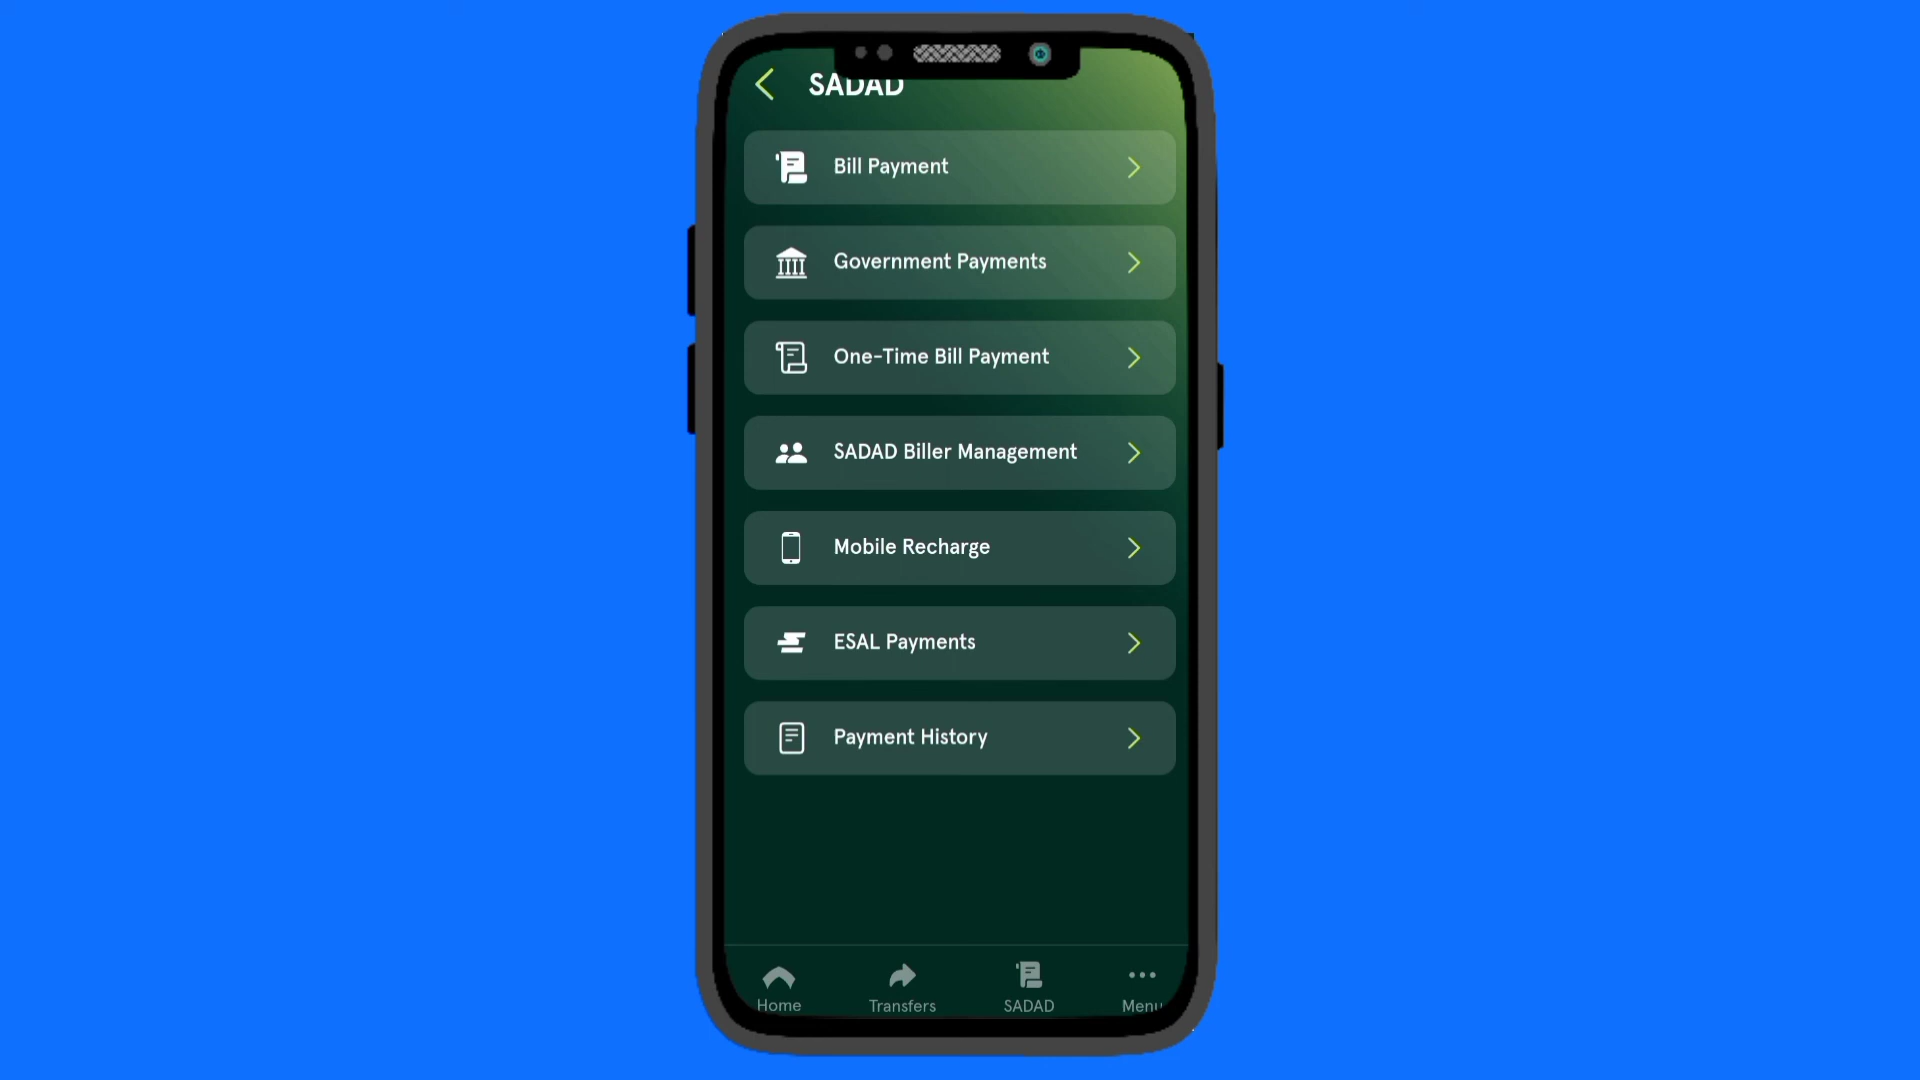 SADAD
Bill Payment
Government Payments
One-Time Bill Payment
SADAD Biller Management
Mobile Recharge
ESAL Payments
Payment History
Home
Transfers
SADAD
Menu